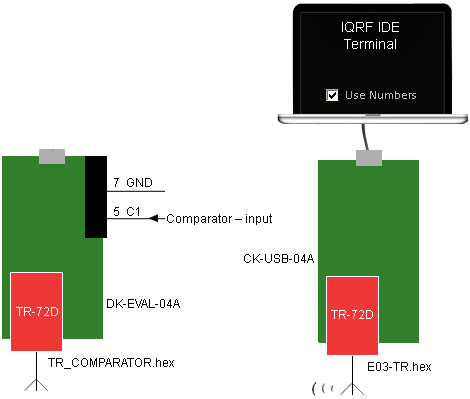 IQRF IDE
Terminal
Use Numbers
7 GND
5 C1
Comparator – input
CK-USB-04A
DK-EVAL-04A
TR-72D
TR-72D
TR_COMPARATOR.hex
E03-TR.hex